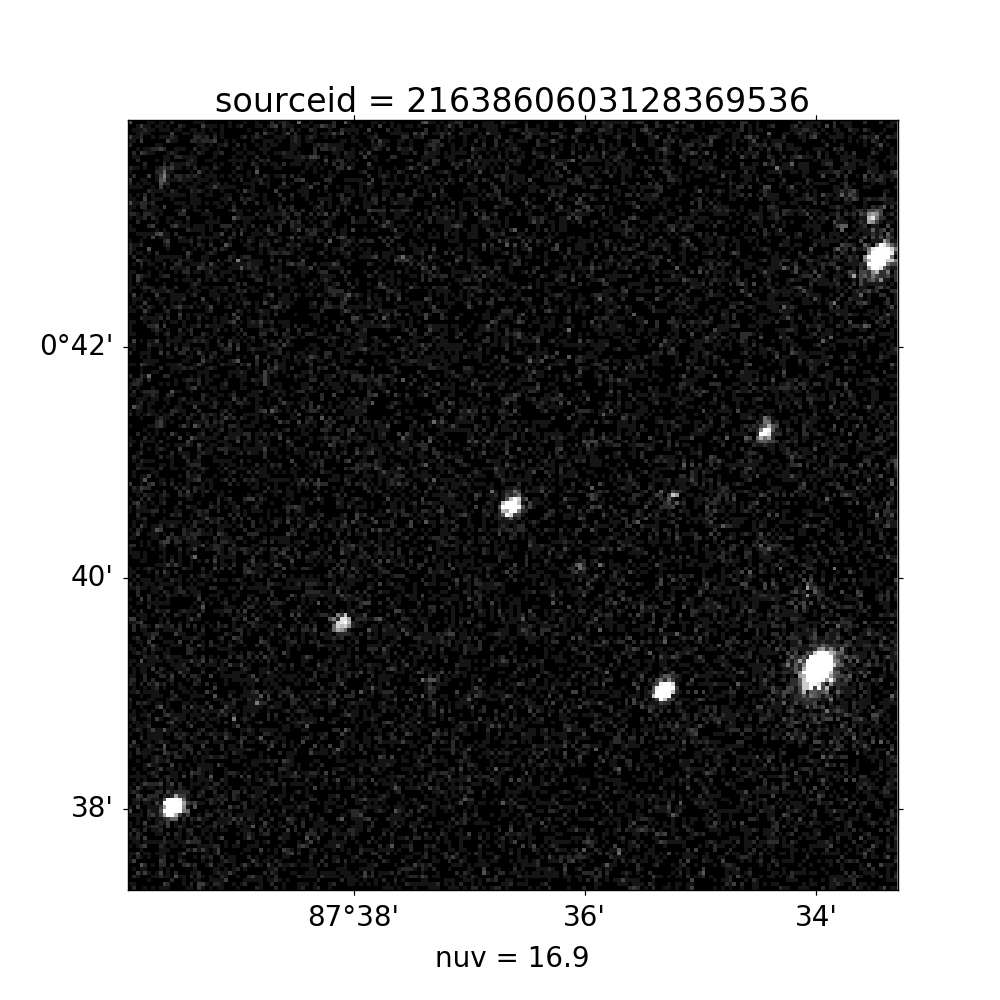 sourceid = 2163860603128369536
0°42'
40'
38'
87°38' 36' 34'
nuv = 16.9